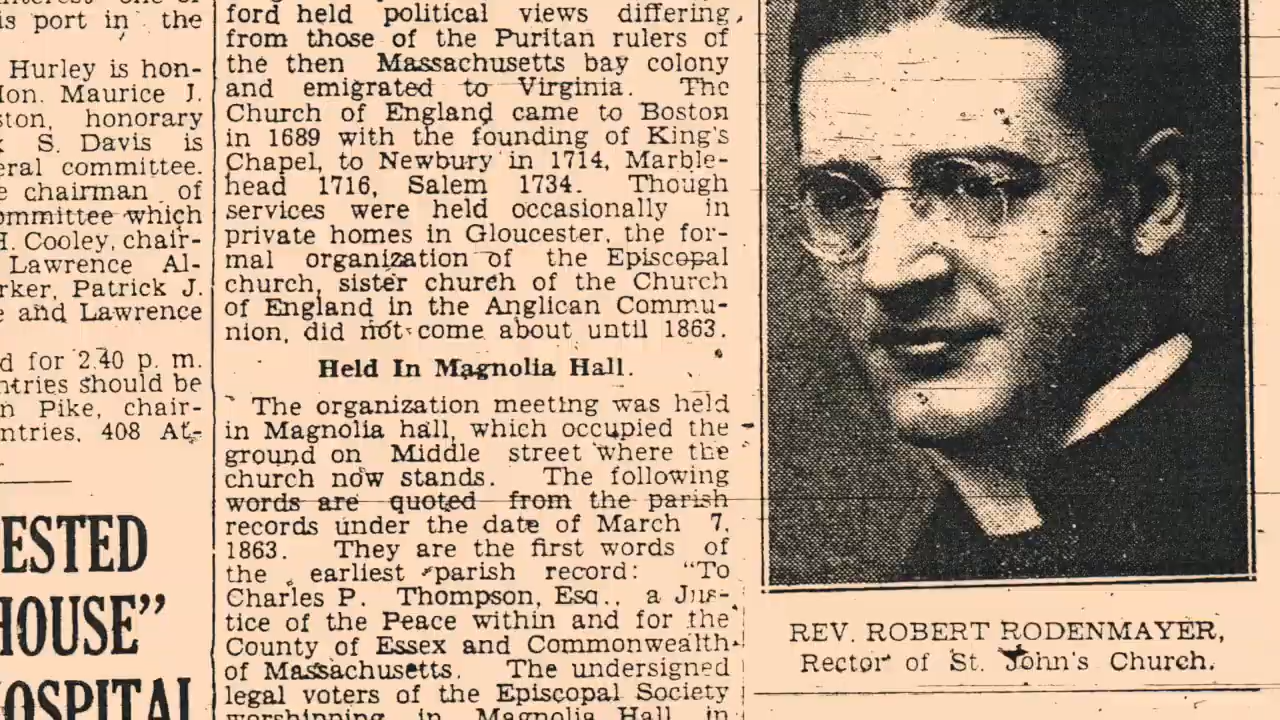 is port in the
Hurley is hon-
Hon. Maurice J.
ston, honorary
S. Davis is
eral committee.
e chairman of
ommittee which
H. Cooley, chair-
Lawrence Al-
rker, Patrick J.
e and Lawrence
d for 2.40 p. m.
ntries should be
n Pike, chair-
ntries, 408 At-
ESTED
HOUSE”
HOSPITAL
ford held political views differing
from those of the Puritan rulers of
the then Massachusetts bay colony
and emigrated to Virginia. The
Church of England came to Boston
in 1689 with the founding of King's
Chapel, to Newbury in 1714, Marble-
head 1716, Salem 1734. Though
services were held occasionally in
private homes in Gloucester, the for-
mal organization of the Episcopal
church, sister church of the Church
of England in the Anglican Commu-
nion, did not come about until 1863.
Held In Magnolia Hall.
The organization meeting was held
in Magnolia hall, which occupied the
ground on Middle street where the
church now stands. The following
words are quoted from the parish
records under the date of March 7,
1863. They are the first words of
the earliest parish record: “To
Charles P. Thompson, Esq., a Jus-
tice of the Peace within and for the
County of Essex and Commonwealth
of Massachusetts. The undersigned
legal voters of the Episcopal Society
worshipping in Magnolia Hall in
REV. ROBERT RODENMAYER,
Rector of St. John's Church.